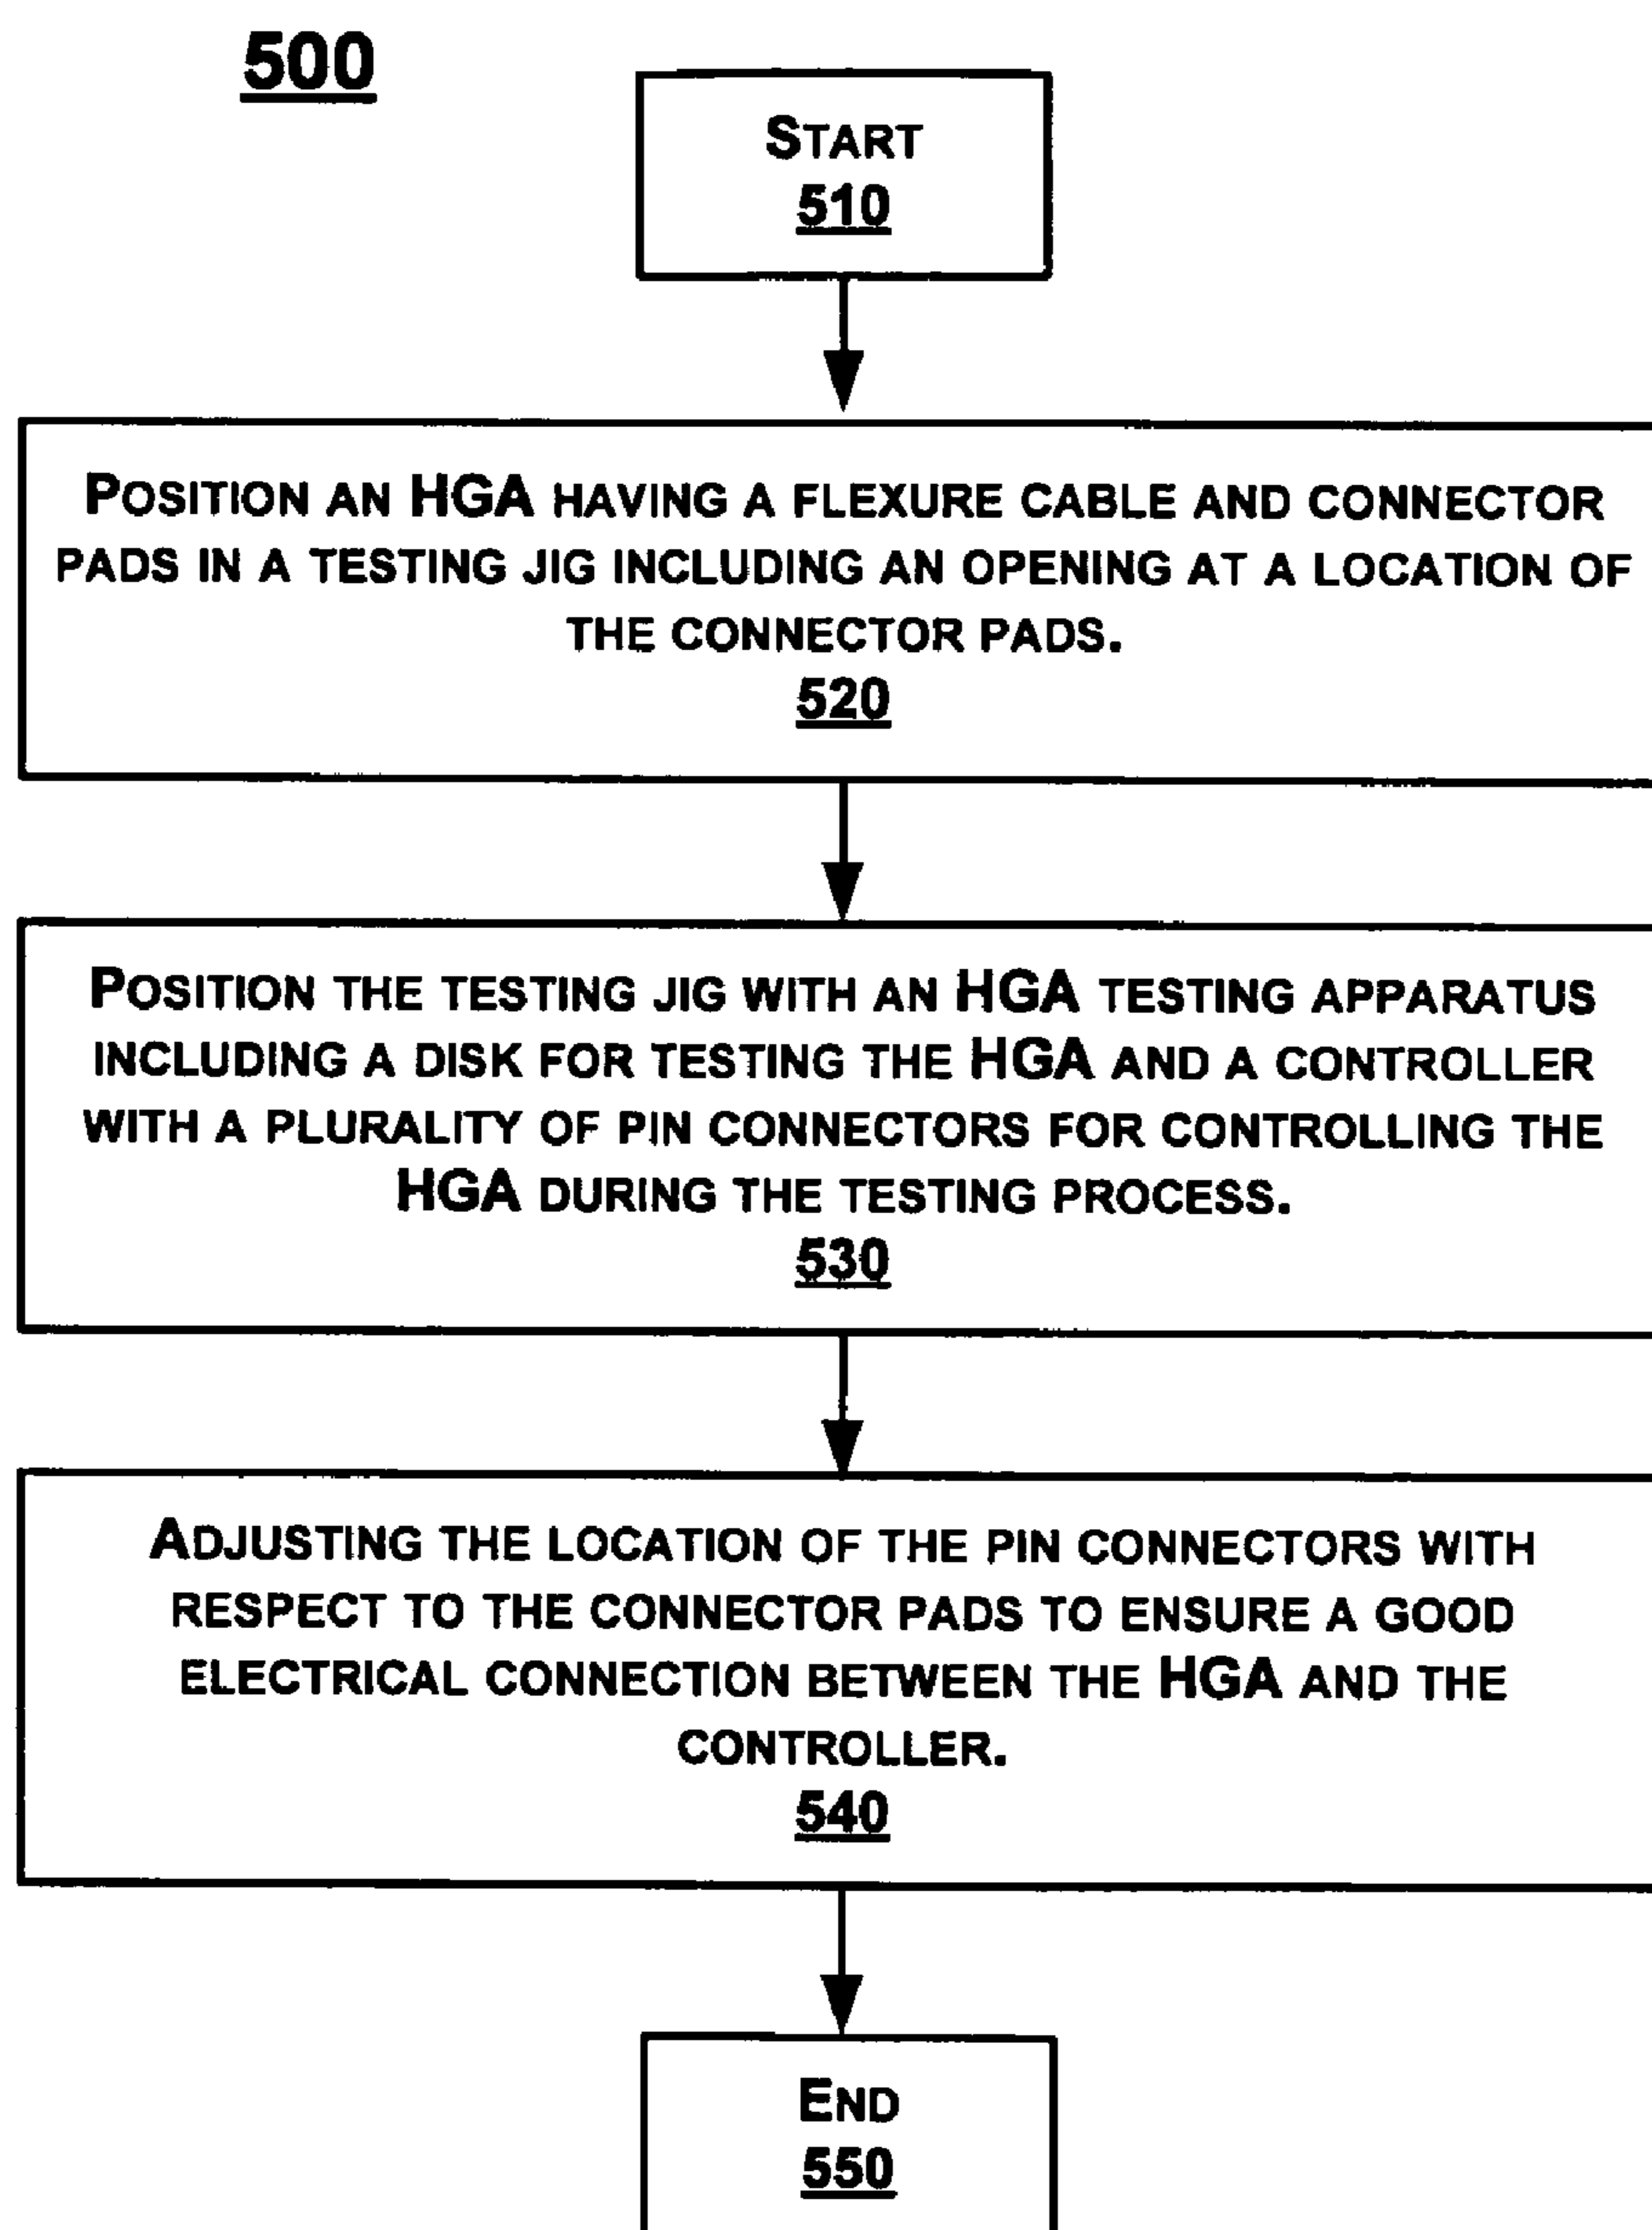 500
START
510
POSITION AN HGA HAVING A FLEXURE CABLE AND CONNECTOR
PADS IN A TESTING JIG INCLUDING AN OPENING AT A LOCATION OF
THE CONNECTOR PADS.
520
POSITION THE TESTING JIG WITH AN HGA TESTING APPARATUS
INCLUDING A DISK FOR TESTING THE HGA AND A CONTROLLER
WITH A PLURALITY OF PIN CONNECTORS FOR CONTROLLING THE
HGA DURING THE TESTING PROCESS.
530
ADJUSTING THE LOCATION OF THE PIN CONNECTORS WITH
RESPECT TO THE CONNECTOR PADS TO ENSURE A GOOD
ELECTRICAL CONNECTION BETWEEN THE HGA AND THE
CONTROLLER.
540
END
550